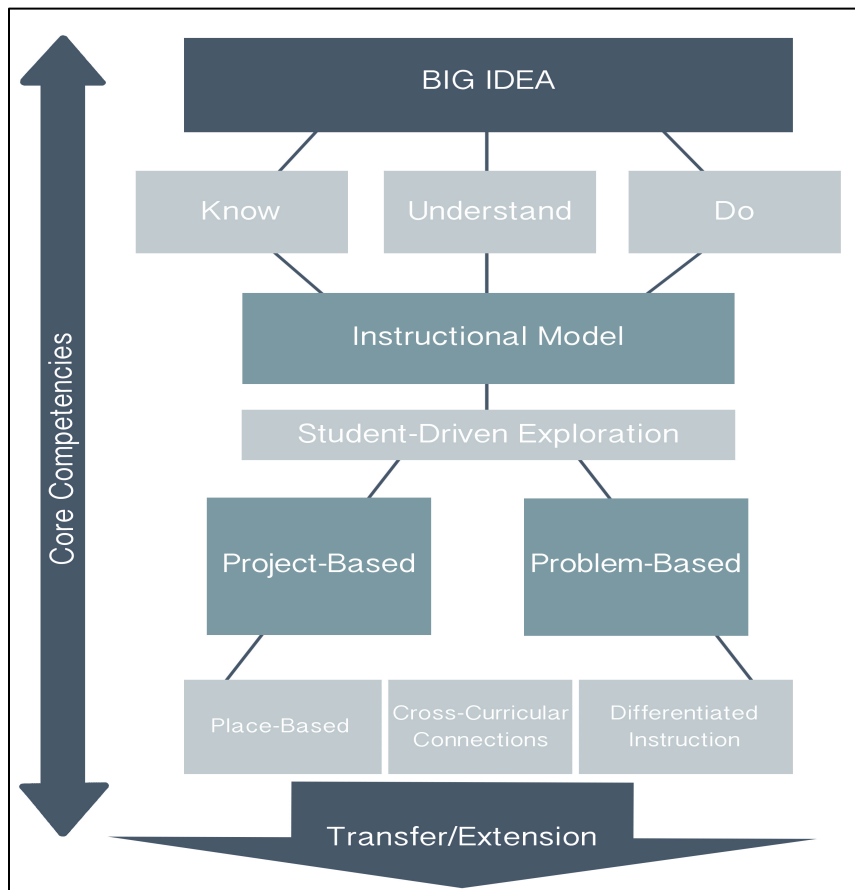 BIG IDEA
Know
Understand
Do
Instructional Model
Student-Driven Exploration
Project-Based
Problem-Based
Place-Based
Cross-Curricular
Connections
Differentiated
Instruction
Transfer/Extension
Core Competencies